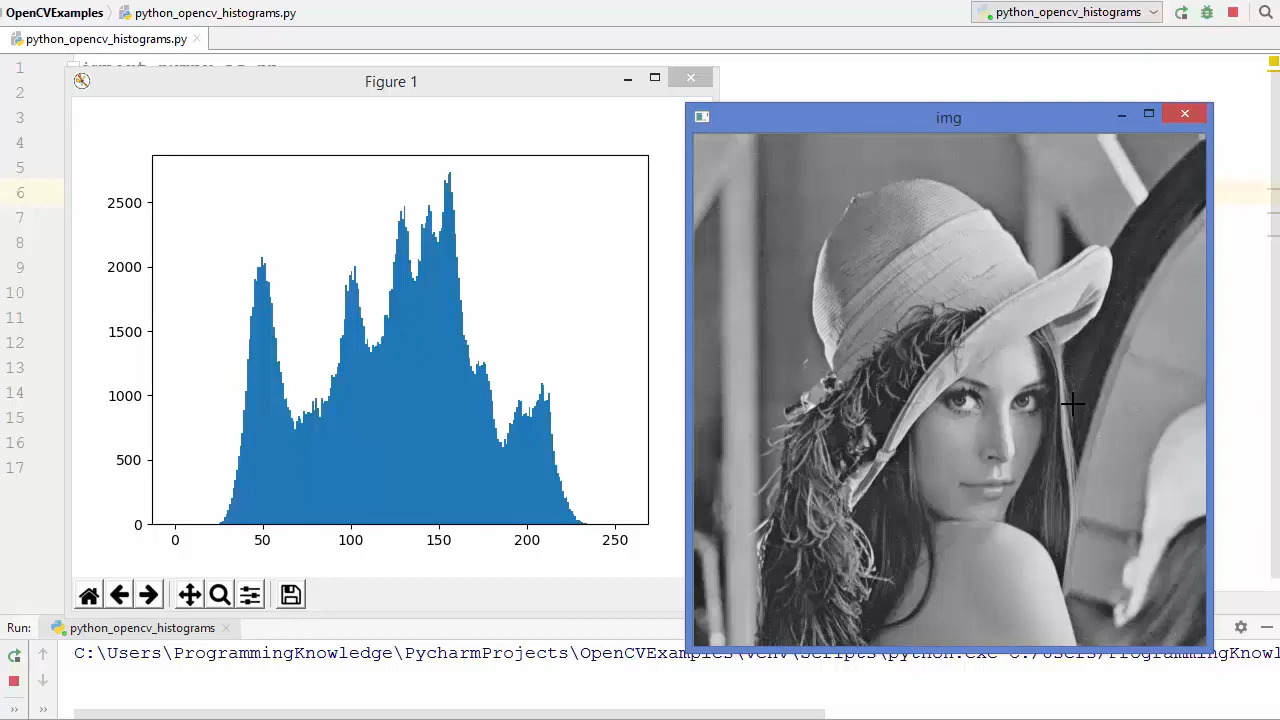 OpenCVExamples python_opencv_histograms.py
python_opencv_histograms
python_opencv_histograms.py
1
2
3
4
5
6
7
8
9
10
11
12
13
14
15
16
17
Figure 1
2500
2000
1500
1000
500
0
0 50 100 150 200 250
img
Run: python_opencv_histograms
C:\Users\ProgrammingKnowledge\PycharmProjects\OpenCVExamples\venv\Scripts\python.exe